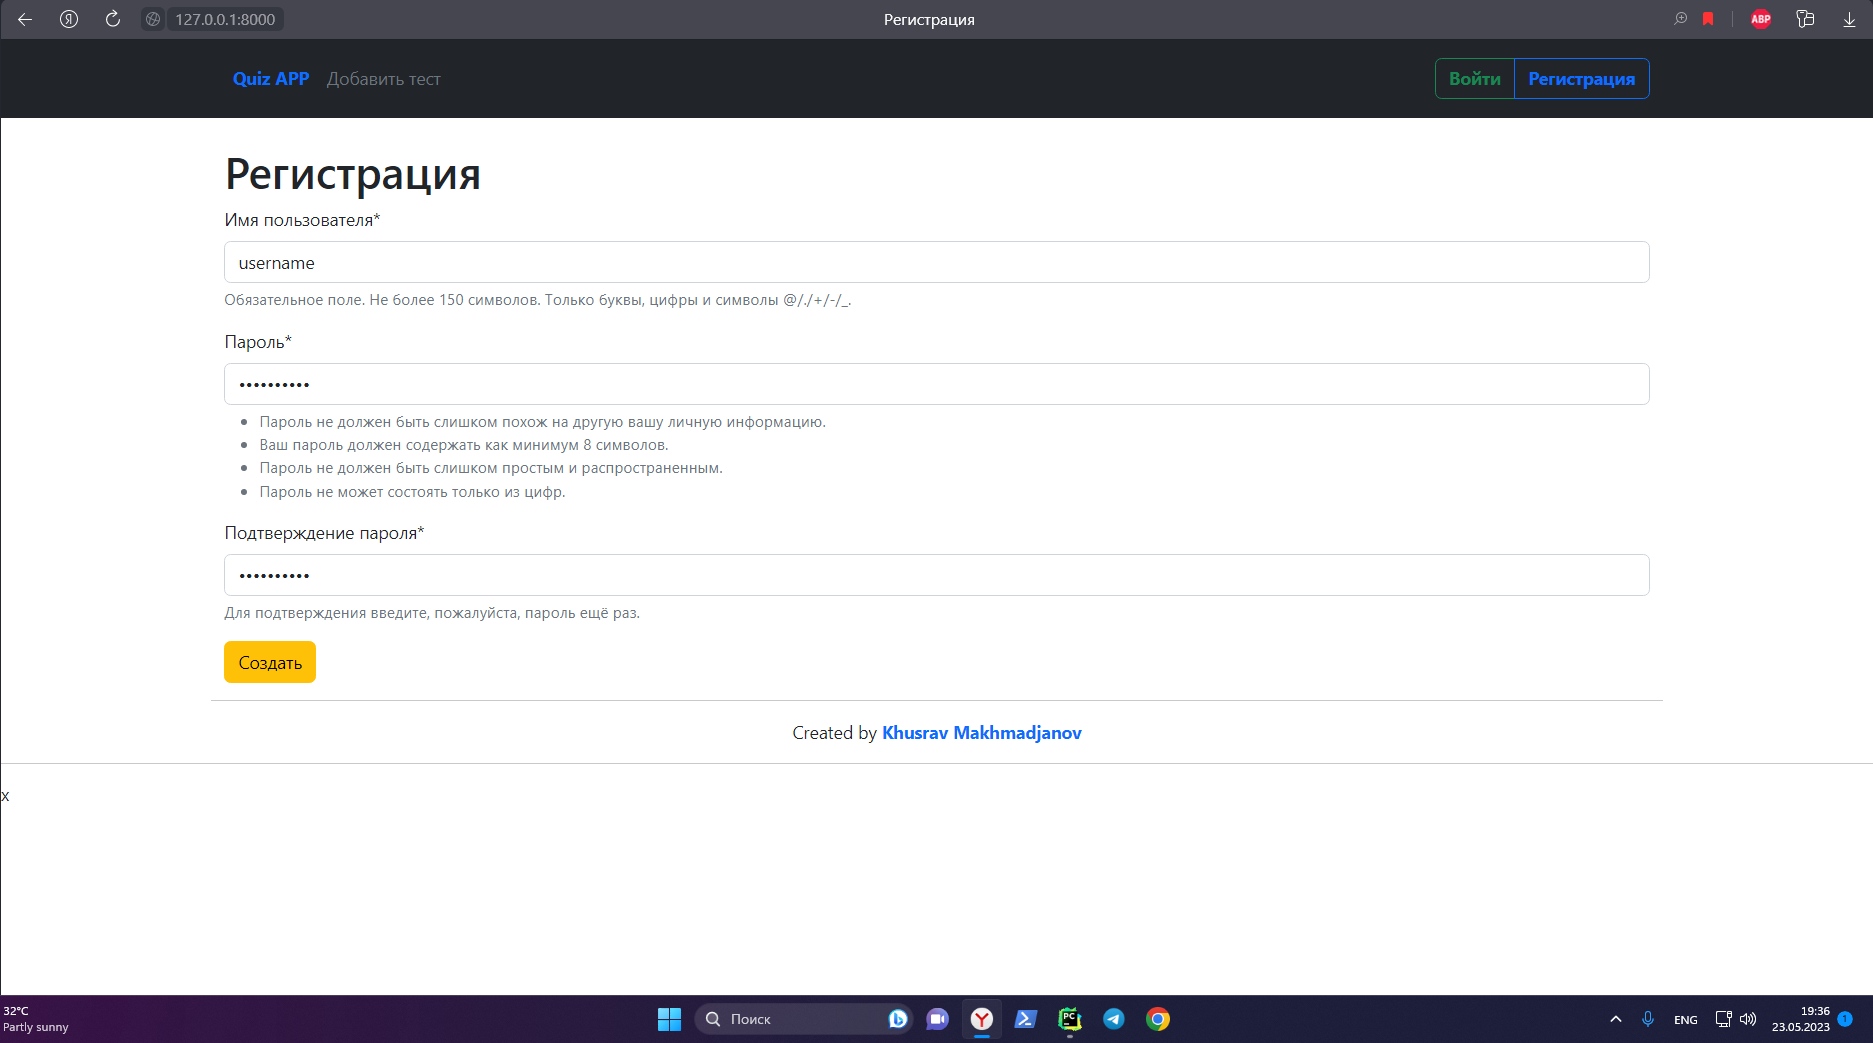 127.0.0.1:8000
Регистрация
ABP
Quiz APP Добавить тест
Войти Регистрация
Регистрация
Имя пользователя*
username
Обязательное поле. Не более 150 символов. Только буквы, цифры и символы @/./+/-/_.
Пароль*
••••••••••
Пароль не должен быть слишком похож на другую вашу личную информацию.
Ваш пароль должен содержать как минимум 8 символов.
Пароль не должен быть слишком простым и распространенным.
Пароль не может состоять только из цифр.
Подтверждение пароля*
••••••••••
Для подтверждения введите, пожалуйста, пароль ещё раз.
Создать
Created by Khusrav Makhmadjanov
x
32°C
Partly sunny
Поиск
PC
ENG
19:36
23.05.2023
1